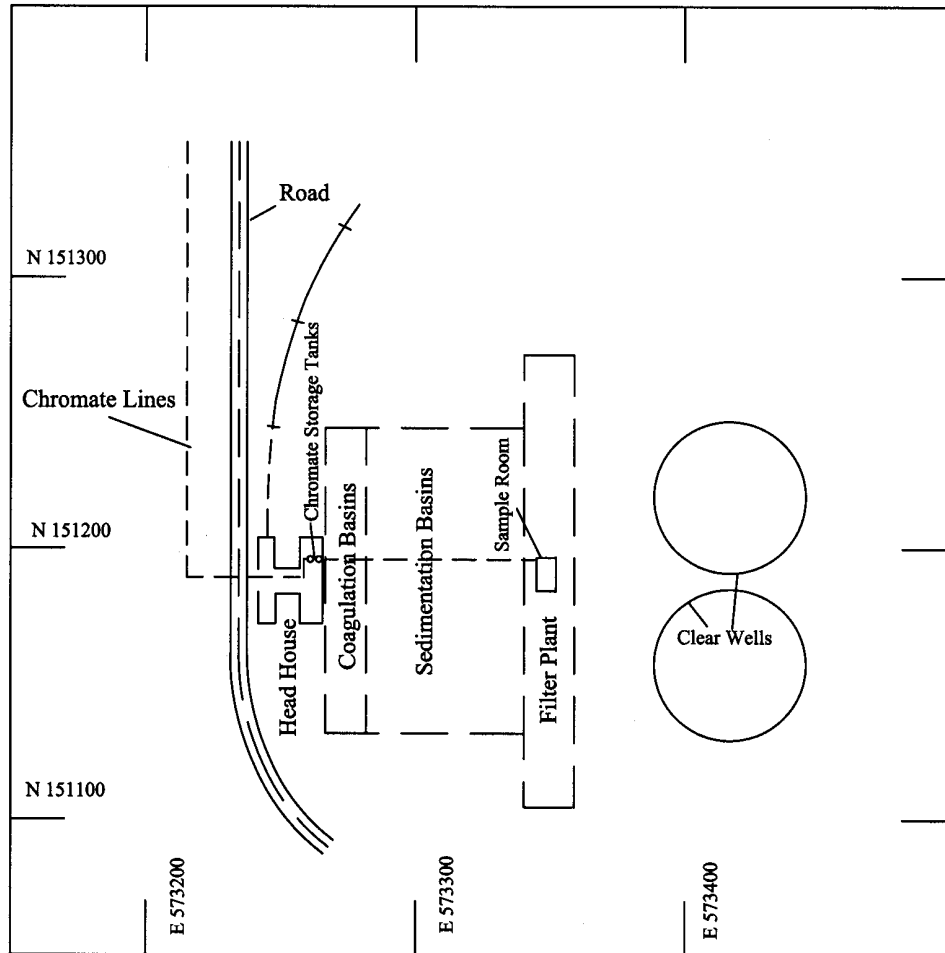 Road
N 151300
Chromate Lines
Chromate Storage Tanks
N 151200
Head House
Coagulation Basins
Sedimentation Basins
Sample Room
Filter Plant
Clear Wells
N 151100
E 573200
E 573300
E 573400